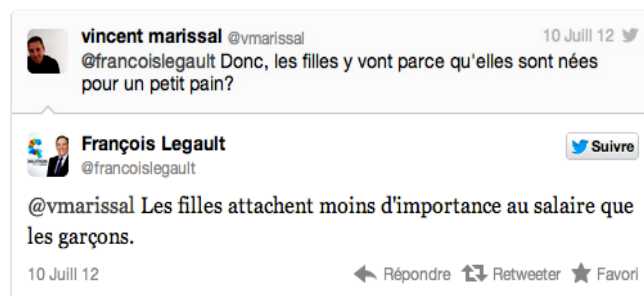 vincent marissal @vmarissal 10 Juill 12
@francoislegault Donc, les filles y vont parce qu'elles sont nées
pour un petit pain?
François Legault Suivre
@francoislegault
@vmarissal Les filles attachent moins d'importance au salaire que
les garçons.
10 Juill 12 Répondre Retweeter Favori